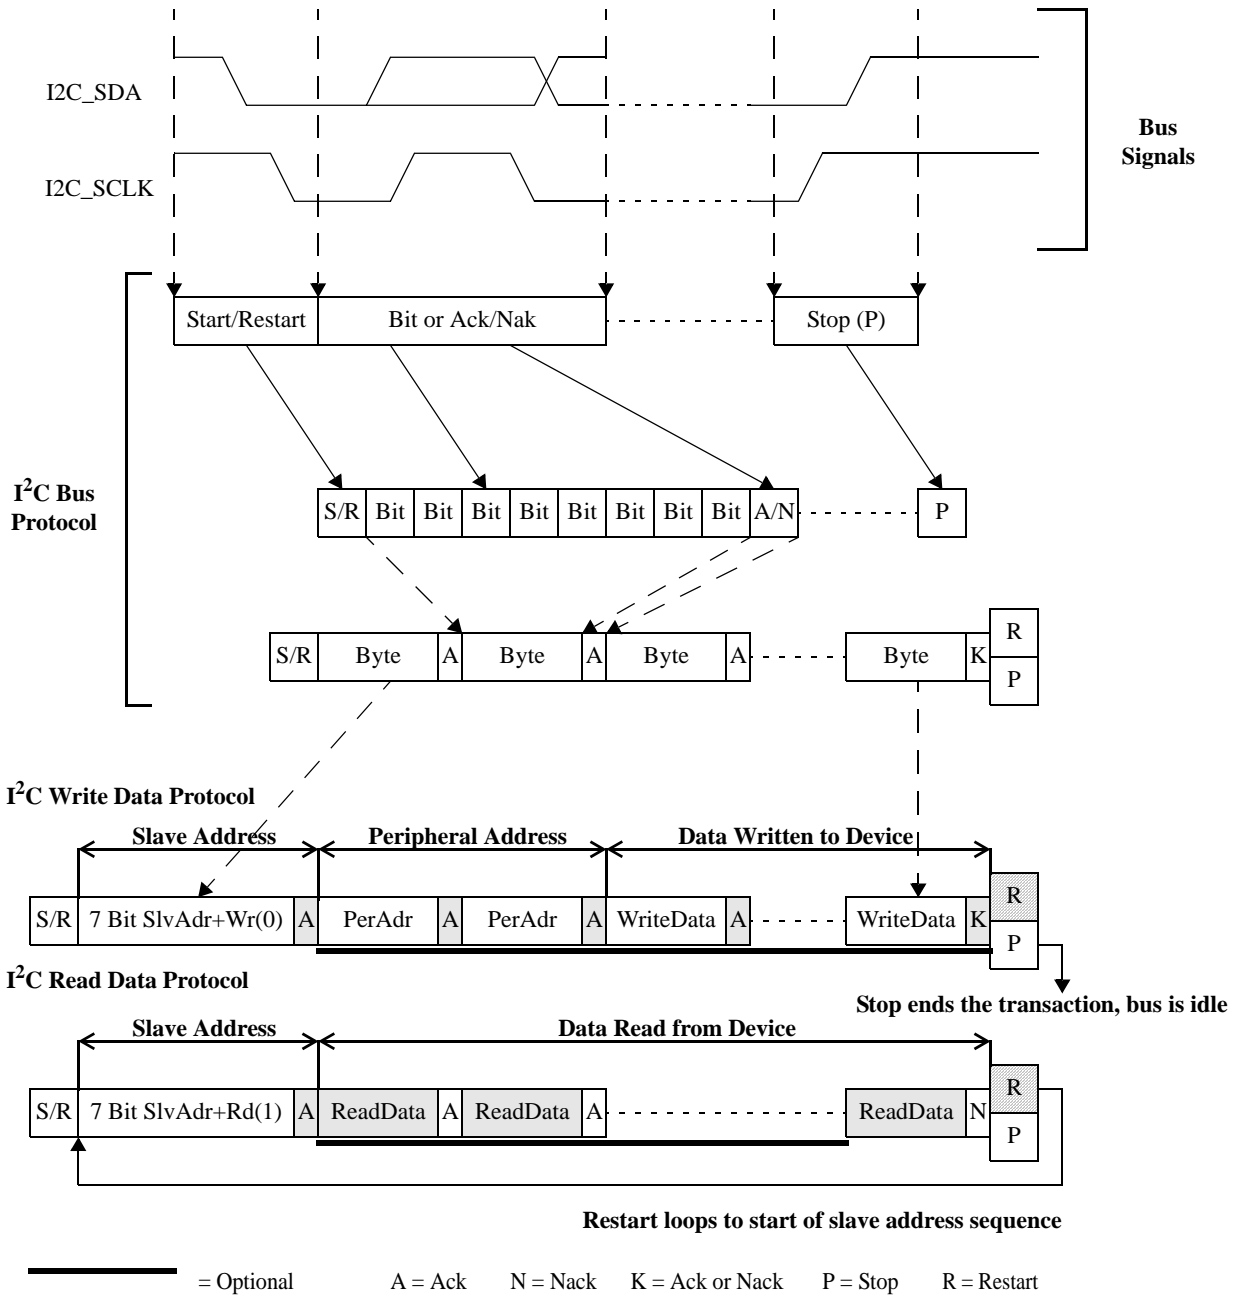 I2C_SDA
Bus
Signals
I2C_SCLK
Start/Restart Bit or Ack/Nak Stop (P)
I2C Bus
Protocol
S/R Bit Bit Bit Bit Bit Bit Bit Bit A/N P
R
S/R Byte A Byte A Byte A Byte K
P
I2C Write Data Protocol
Slave Address Peripheral Address Data Written to Device
R
S/R 7 Bit SlvAdr+Wr(0) A PerAdr A PerAdr A WriteData A WriteData K
P
I2C Read Data Protocol
Stop ends the transaction, bus is idle
Slave Address Data Read from Device
R
S/R 7 Bit SlvAdr+Rd(1) A ReadData A ReadData A ReadData N
P
Restart loops to start of slave address sequence
= Optional A = Ack N = Nack K = Ack or Nack P = Stop R = Restart